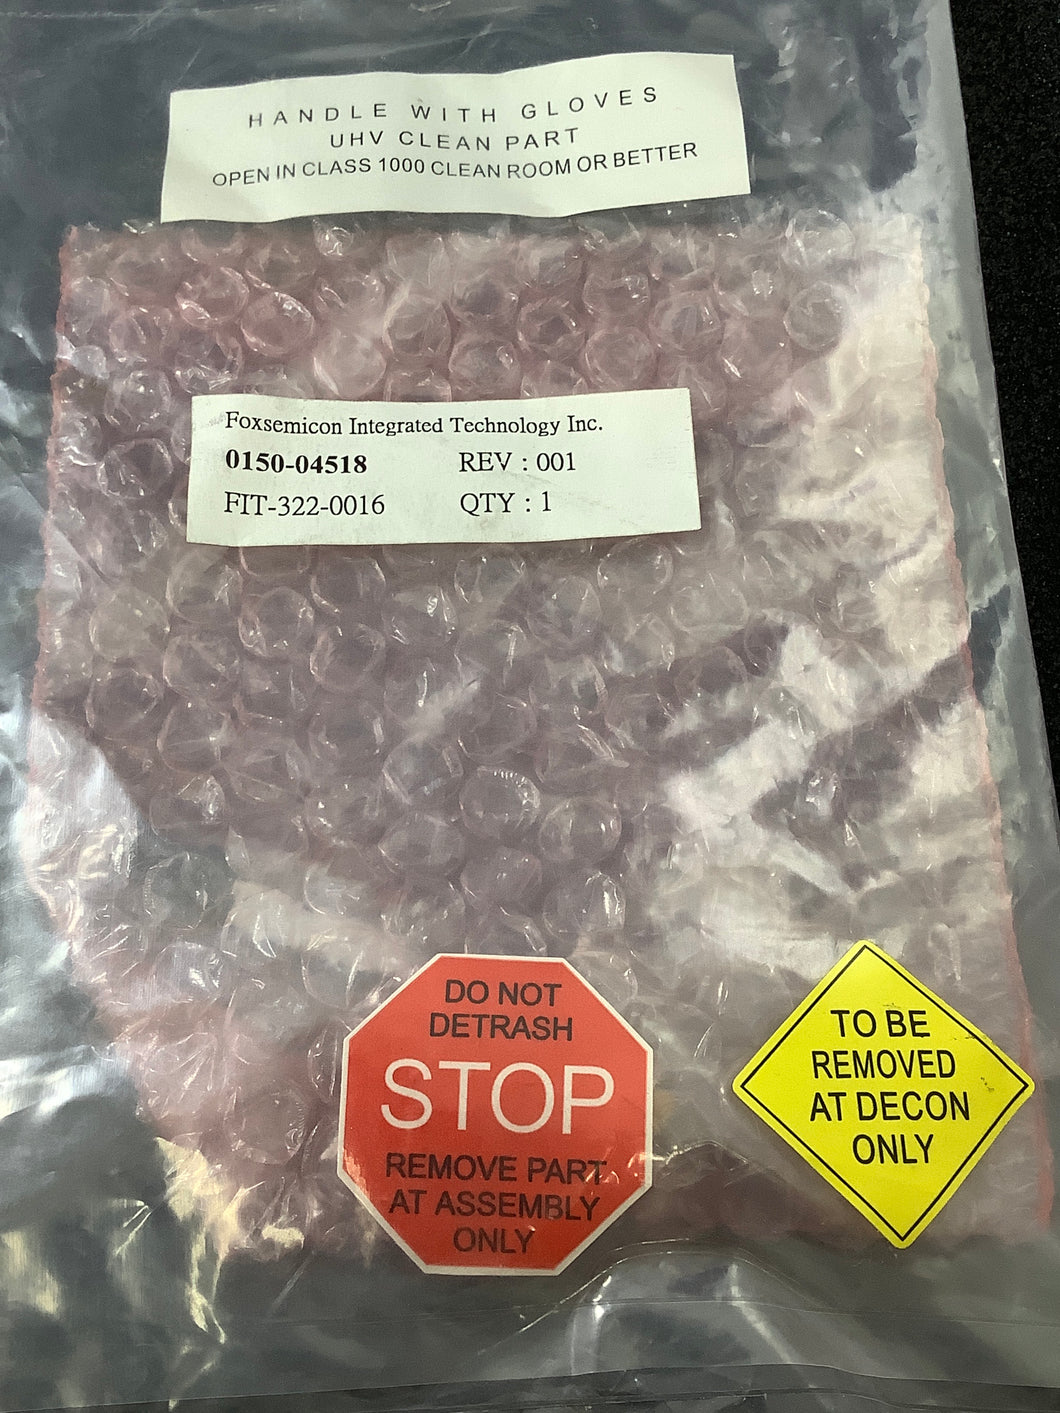 HANDLE WITH GLOVES
UHV CLEAN PART
OPEN IN CLASS 1000 CLEAN ROOM OR BETTER
Foxsemicon Integrated Technology Inc.
0150-04518 REV : 001
FIT-322-0016 QTY : 1
DO NOT
DETRASH
STOP
REMOVE PART
AT ASSEMBLY
ONLY
TO BE
REMOVED
AT DECON
ONLY